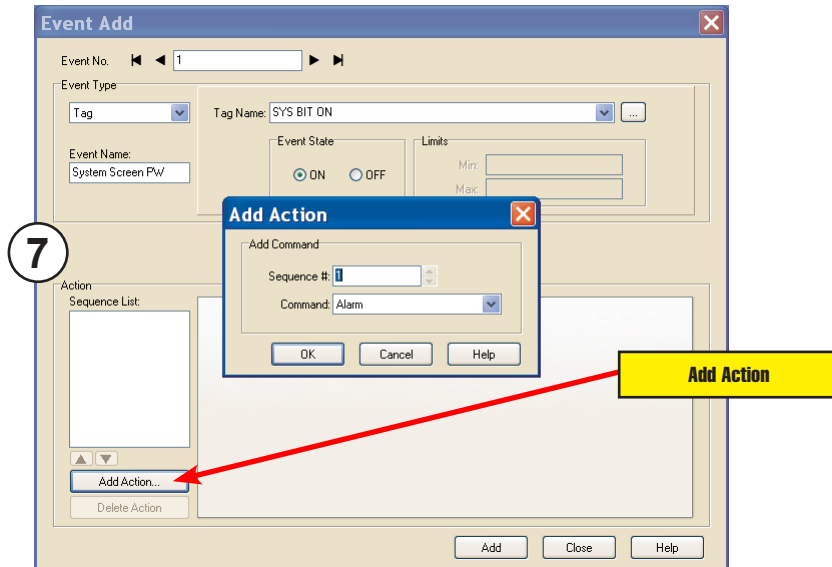 Event Add
Event No. 1
Event Type
Tag
Tag Name: SYS BIT ON ...
Event State
Limits
Event Name:
System Screen PW
ON OFF
Min:
Max:
7
Add Action
Add Command
Sequence #: 1
Command: Alarm
OK Cancel Help
Action
Sequence List:
Add Action
Add Action...
Delete Action
Add Close Help